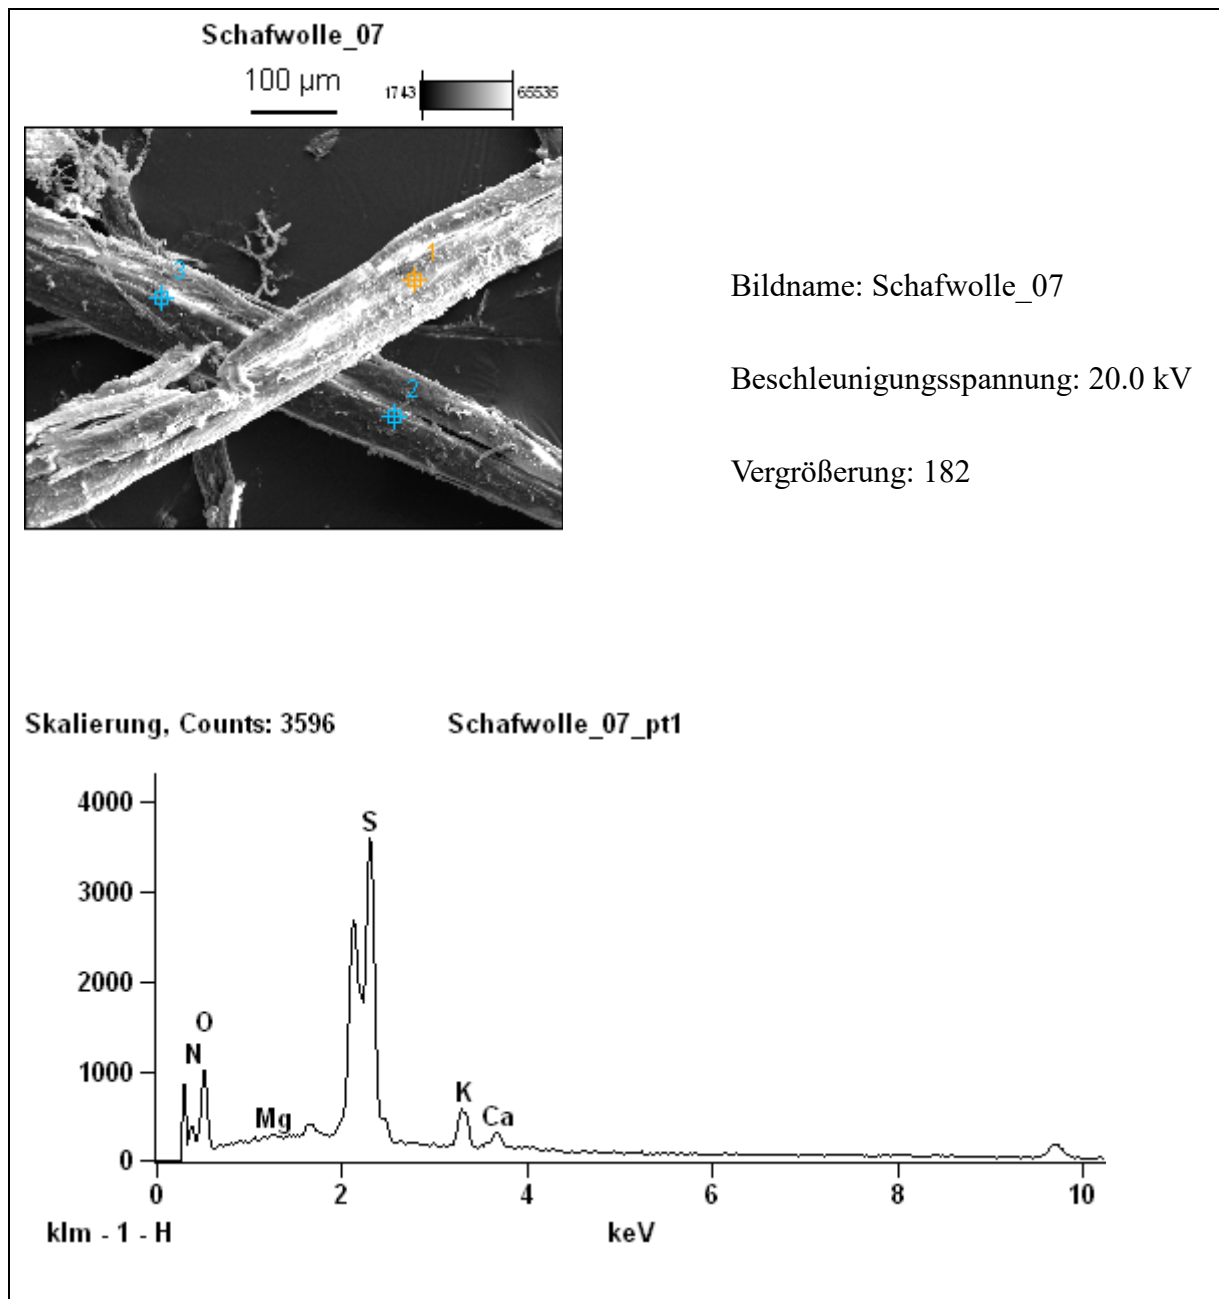 Schafwolle_07
100 µm
1743 65535
3
1
2
Bildname: Schafwolle_07
Beschleunigungsspannung: 20.0 kV
Vergrößerung: 182
Skalierung, Counts: 3596 Schafwolle_07_pt1
4000
3000
2000
1000
0
S
O
N
Mg
K
Ca
0 2 4 6 8 10
klm - 1 - H keV